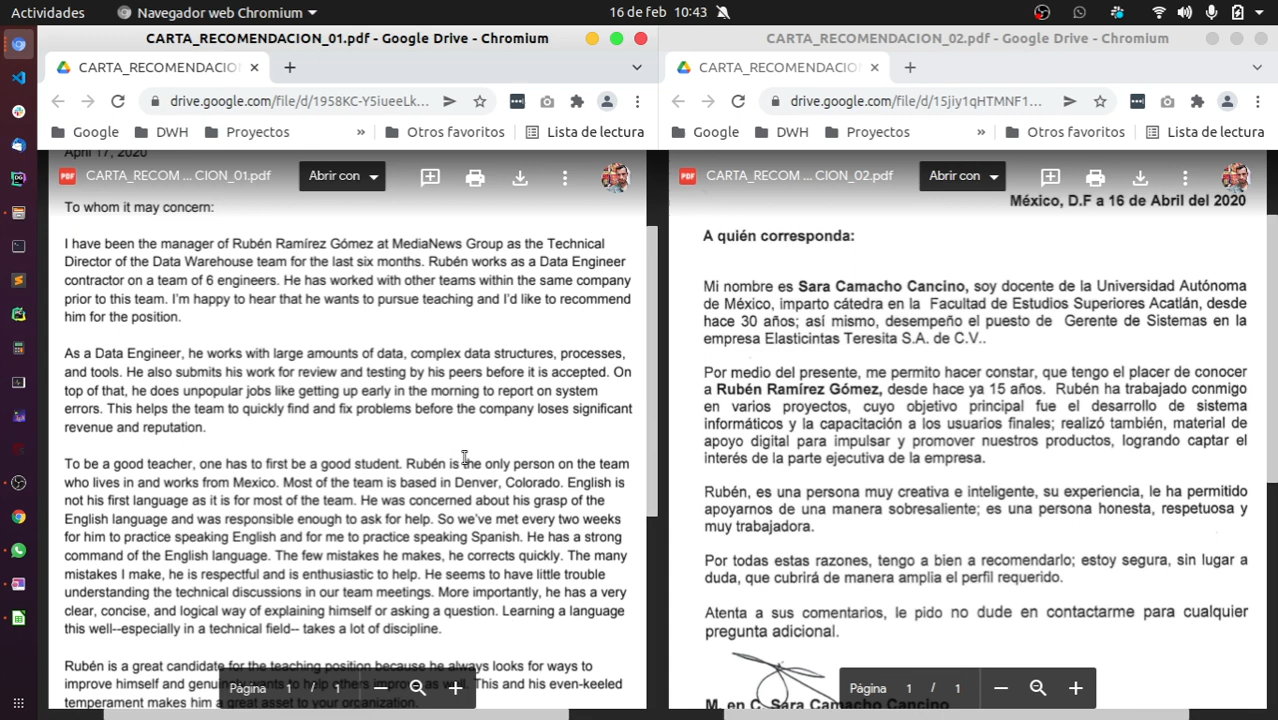 Actividades
Navegador web Chromium
16 de feb 10:43
CARTA_RECOMENDACION_01.pdf - Google Drive - Chromium
CARTA_RECOMENDACIO
drive.google.com/file/d/1958KC-Y5iueeLk...
Google
DWH
Proyectos
»
Otros favoritos
Lista de lectura
April 17, 2020
PDF
CARTA_RECOM ... CION_01.pdf
Abrir con
To whom it may concern:
I have been the manager of Rubén Ramírez Gómez at MediaNews Group as the Technical
Director of the Data Warehouse team for the last six months. Rubén works as a Data Engineer
contractor on a team of 6 engineers. He has worked with other teams within the same company
prior to this team. I'm happy to hear that he wants to pursue teaching and I'd like to recommend
him for the position.
As a Data Engineer, he works with large amounts of data, complex data structures, processes,
and tools. He also submits his work for review and testing by his peers before it is accepted. On
top of that, he does unpopular jobs like getting up early in the morning to report on system
errors. This helps the team to quickly find and fix problems before the company loses significant
revenue and reputation.
To be a good teacher, one has to first be a good student. Rubén is the only person on the team
who lives in and works from Mexico. Most of the team is based in Denver, Colorado. English is
not his first language as it is for most of the team. He was concerned about his grasp of the
English language and was responsible enough to ask for help. So we've met every two weeks
for him to practice speaking English and for me to practice speaking Spanish. He has a strong
command of the English language. The few mistakes he makes, he corrects quickly. The many
mistakes I make, he is respectful and is enthusiastic to help. He seems to have little trouble
understanding the technical discussions in our team meetings. More importantly, he has a very
clear, concise, and logical way of explaining himself or asking a question. Learning a language
this well--especially in a technical field-- takes a lot of discipline.
Rubén is a great candidate for the teaching position because he always looks for ways to
improve himself and genuinely wants to help others improve as well. This and his even-keeled
temperament makes him a great asset to your organization.
Página 1 / 1
CARTA_RECOMENDACION_02.pdf - Google Drive - Chromium
CARTA_RECOMENDACIO
drive.google.com/file/d/15jiy1qHTMNF1...
Google
DWH
Proyectos
»
Otros favoritos
Lista de lectura
PDF
CARTA_RECOM ... CION_02.pdf
Abrir con
México, D.F a 16 de Abril del 2020
A quién corresponda:
Mi nombre es Sara Camacho Cancino, soy docente de la Universidad Autónoma
de México, imparto cátedra en la Facultad de Estudios Superiores Acatlán, desde
hace 30 años; así mismo, desempeño el puesto de Gerente de Sistemas en la
empresa Elasticintas Teresita S.A. de C.V..
Por medio del presente, me permito hacer constar, que tengo el placer de conocer
a Rubén Ramírez Gómez, desde hace ya 15 años. Rubén ha trabajado conmigo
en varios proyectos, cuyo objetivo principal fue el desarrollo de sistema
informáticos y la capacitación a los usuarios finales; realizó también, material de
apoyo digital para impulsar y promover nuestros productos, logrando captar el
interés de la parte ejecutiva de la empresa.
Rubén, es una persona muy creativa e inteligente, su experiencia, le ha permitido
apoyarnos de una manera sobresaliente; es una persona honesta, respetuosa y
muy trabajadora.
Por todas estas razones, tengo a bien a recomendarlo; estoy segura, sin lugar a
duda, que cubrirá de manera amplia el perfil requerido.
Atenta a sus comentarios, le pido no dude en contactarme para cualquier
pregunta adicional.
M. en C. Sara Camacho Cancino
Página 1 / 1